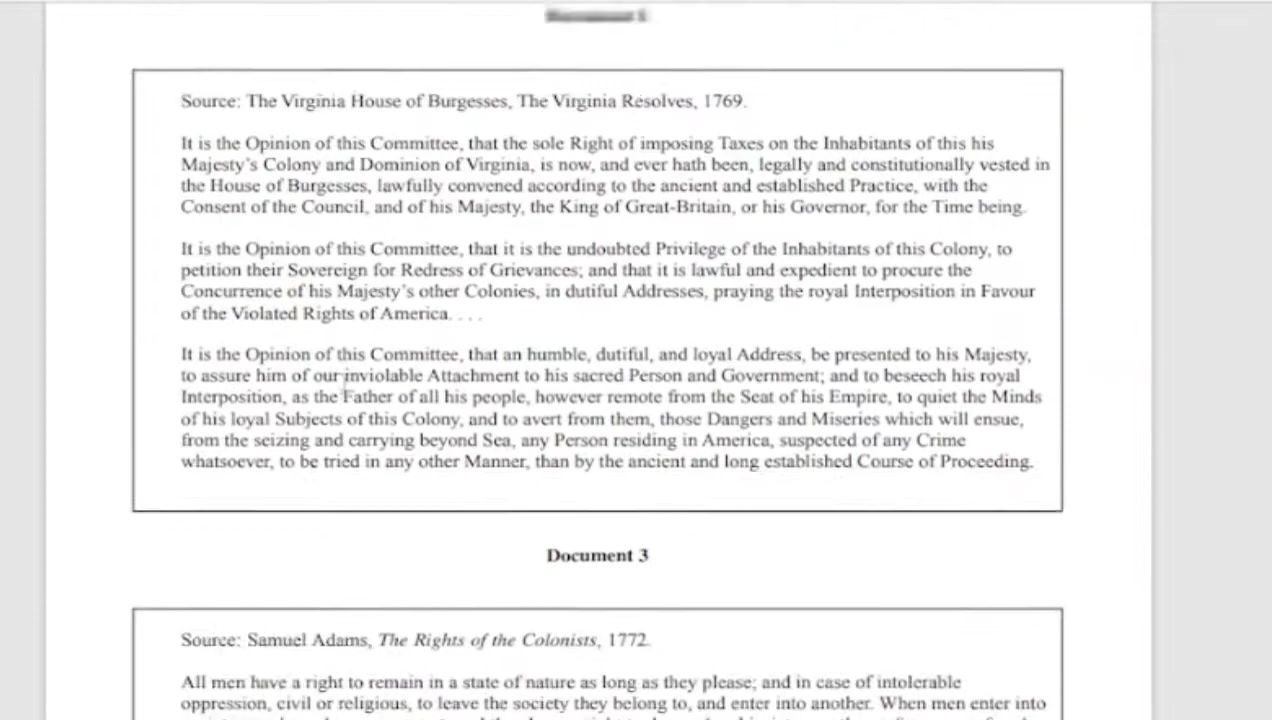 Source: The Virginia House of Burgesses, The Virginia Resolves, 1769.
It is the Opinion of this Committee, that the sole Right of imposing Taxes on the Inhabitants of this his
Majesty's Colony and Dominion of Virginia, is now, and ever hath been, legally and constitutionally vested in
the House of Burgesses, lawfully convened according to the ancient and established Practice, with the
Consent of the Council, and of his Majesty, the King of Great-Britain, or his Governor, for the Time being.
It is the Opinion of this Committee, that it is the undoubted Privilege of the Inhabitants of this Colony, to
petition their Sovereign for Redress of Grievances; and that it is lawful and expedient to procure the
Concurrence of his Majesty's other Colonies, in dutiful Addresses, praying the royal Interposition in Favour
of the Violated Rights of America. . . .
It is the Opinion of this Committee, that an humble, dutiful, and loyal Address, be presented to his Majesty,
to assure him of our inviolable Attachment to his sacred Person and Government; and to beseech his royal
Interposition, as the Father of all his people, however remote from the Seat of his Empire, to quiet the Minds
of his loyal Subjects of this Colony, and to avert from them, those Dangers and Miseries which will ensue,
from the seizing and carrying beyond Sea, any Person residing in America, suspected of any Crime
whatsoever, to be tried in any other Manner, than by the ancient and long established Course of Proceeding.
Document 3
Source: Samuel Adams, The Rights of the Colonists, 1772.
All men have a right to remain in a state of nature as long as they please; and in case of intolerable
oppression, civil or religious, to leave the society they belong to, and enter into another. When men enter into